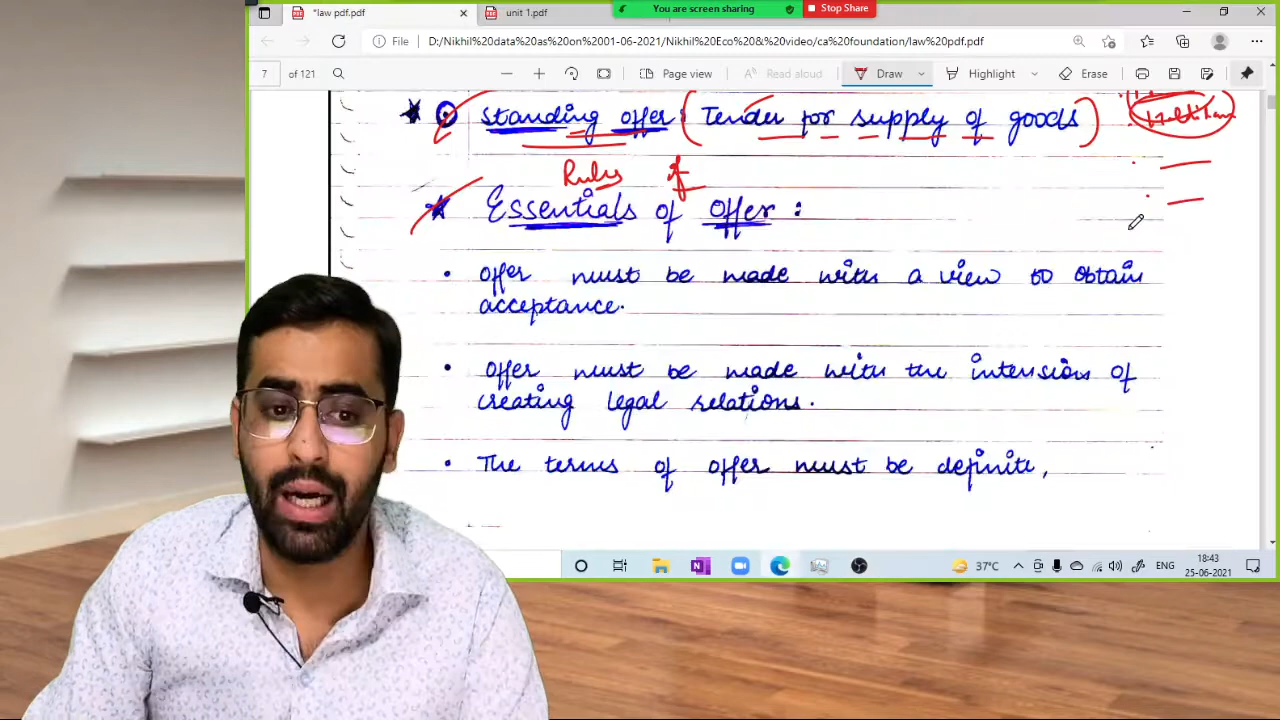 *law pdf.pdf
unit 1.pdf
You are screen sharing
Stop Share
File
D:/Nikhil%20data%20as%20on%2001-06-2021/Nikhil%20Eco%20&%20video/ca%20foundation/law%20pdf.pdf
7 of 121
Page view
Read aloud
Draw
Highlight
Erase
Standing offer (Tender for supply of goods)
Rules of
Essentials of offer :
• offer must be made with a view to obtain
acceptance.
• offer must be made with the intension of
creating legal relations.
• The terms of offer must be definite,
37°C
ENG
18:43
25-06-2021